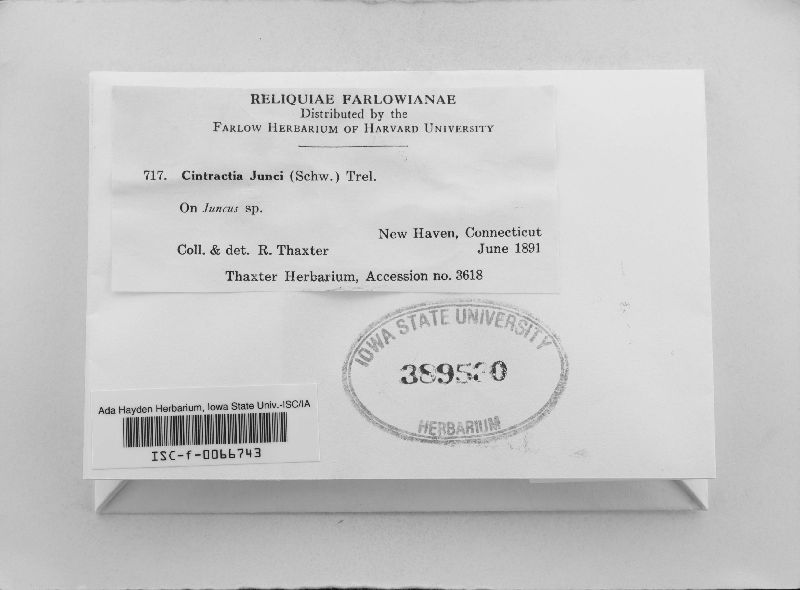 RELIQUIAE FARLOWIANAE
Distributed by the
FARLOW HERBARIUM OF HARVARD UNIVERSITY
717. Cintractia Junci (Schw.) Trel.
On Juncus sp.
New Haven, Connecticut
Coll. & det. R. Thaxter June 1891
Thaxter Herbarium, Accession no. 3618
IOWA STATE UNIVERSITY
HERBARIUM
Ada Hayden Herbarium, Iowa State Univ.-ISC/IA
ISC-f-0066743